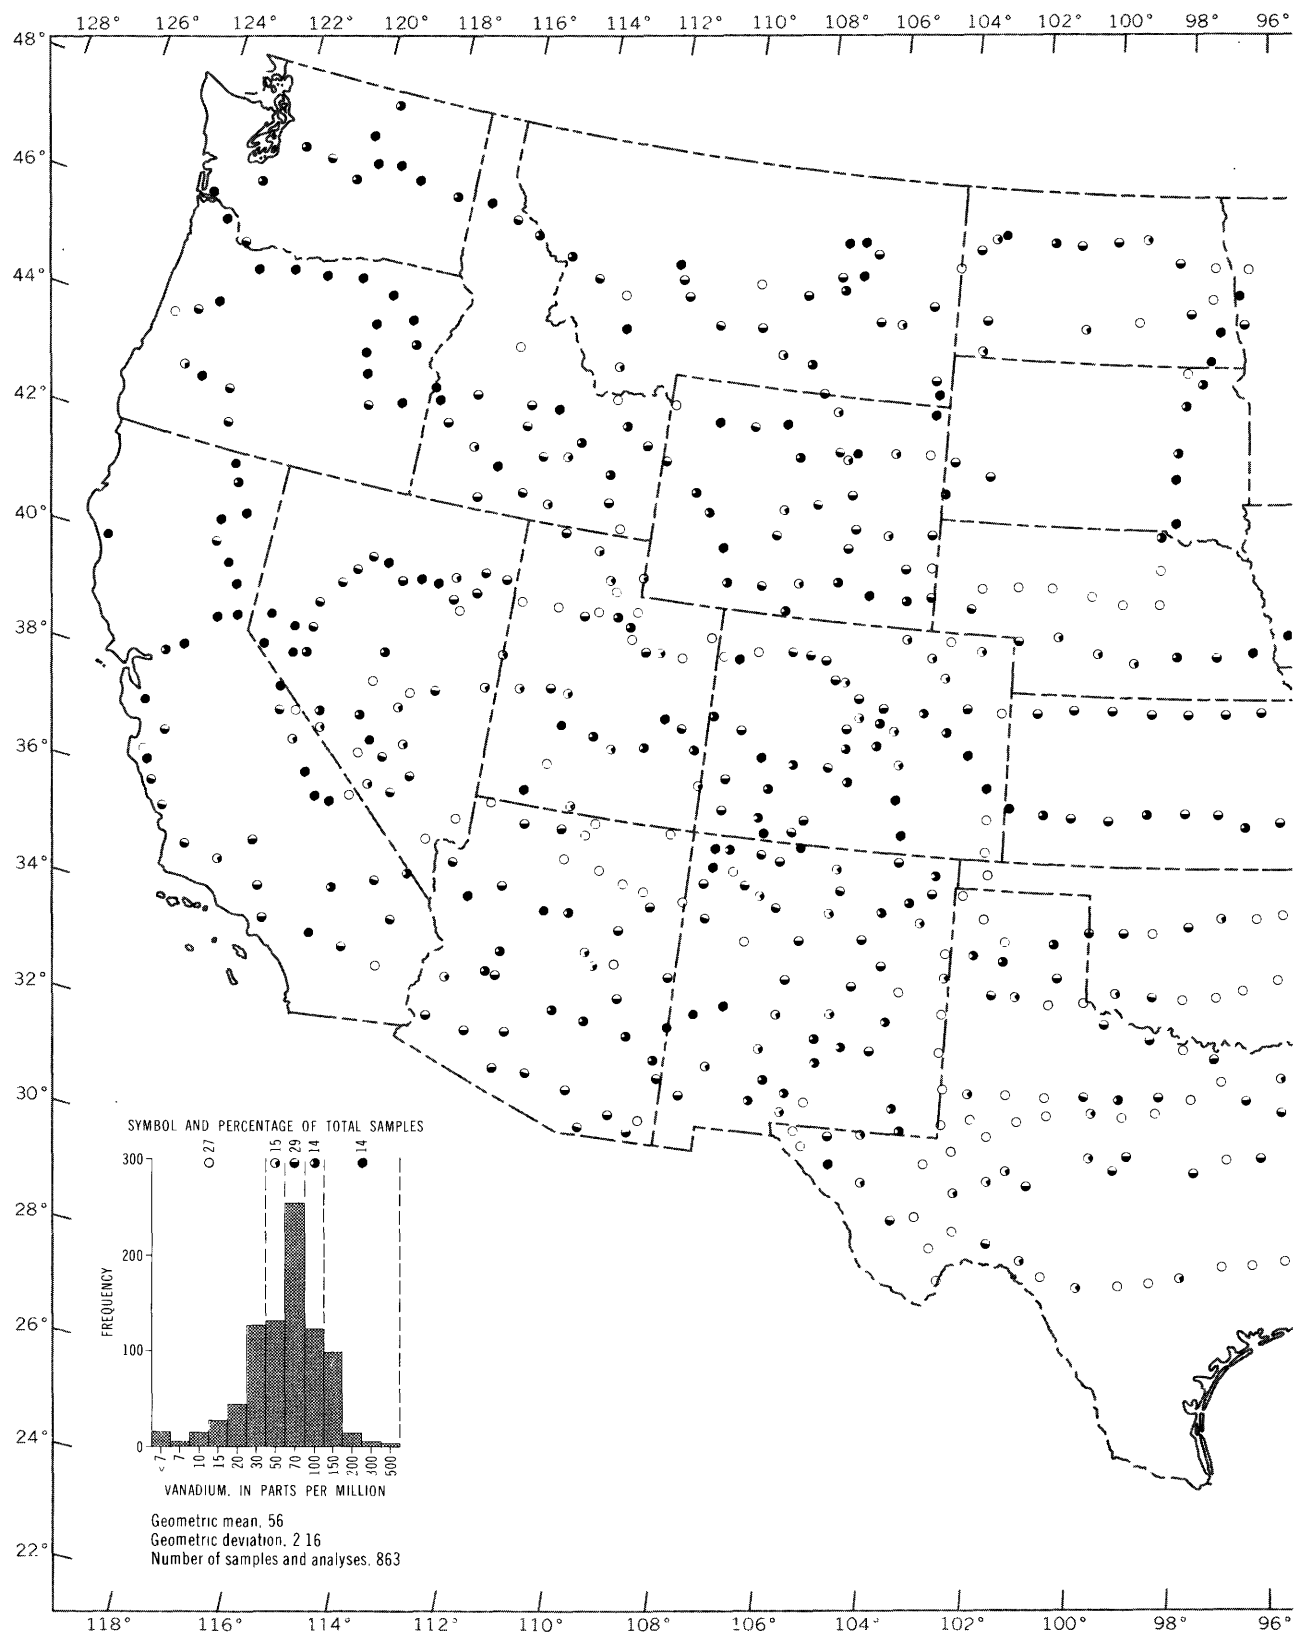 128° 126° 124° 122° 120° 118° 116° 114° 112° 110° 108° 106° 104° 102° 100° 98° 96°
48°
46°
44°
42°
40°
38°
36°
34°
32°
30°
28°
26°
24°
22°
SYMBOL AND PERCENTAGE OF TOTAL SAMPLES
27 15 29 14 14
300
200
100
0
FREQUENCY
<7 7 10 15 20 30 50 70 100 150 200 300 500
VANADIUM, IN PARTS PER MILLION
Geometric mean, 56
Geometric deviation, 2 16
Number of samples and analyses, 863
118° 116° 114° 112° 110° 108° 106° 104° 102° 100° 98° 96°